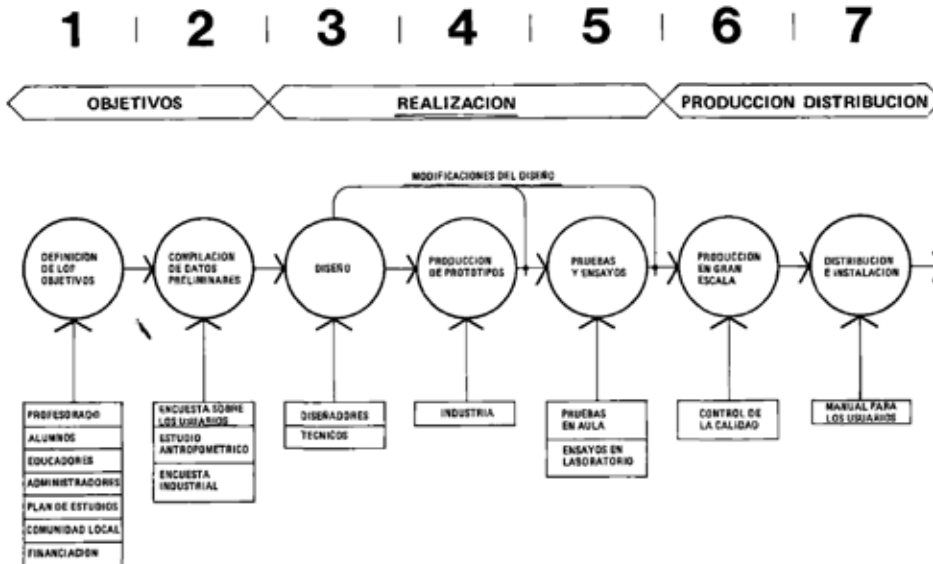 1 | 2 | 3 | 4 | 5 | 6 | 7
OBJETIVOS
REALIZACION
PRODUCCION DISTRIBUCION
MODIFICACIONES DEL DISEÑO
DEFINICION
DE LOS
OBJETIVOS
COMPILACION
DE DATOS
PRELIMINARES
DISEÑO
PRODUCCION
DE PROTOTIPOS
PRUEBAS
Y ENSAYOS
PRODUCCION
EN GRAN
ESCALA
DISTRIBUCION
E INSTALACION
PROFESORADO
ALUMNOS
EDUCADORES
ADMINISTRADORES
PLAN DE ESTUDIOS
COMUNIDAD LOCAL
FINANCIACION
ENCUESTA SOBRE
LOS USUARIOS
ESTUDIO
ANTROPOMETRICO
ENCUESTA
INDUSTRIAL
DISEÑADORES
TECNICOS
INDUSTRIA
PRUEBAS
EN AULA
ENSAYOS EN
LABORATORIO
CONTROL DE
LA CALIDAD
MANUAL PARA
LOS USUARIOS